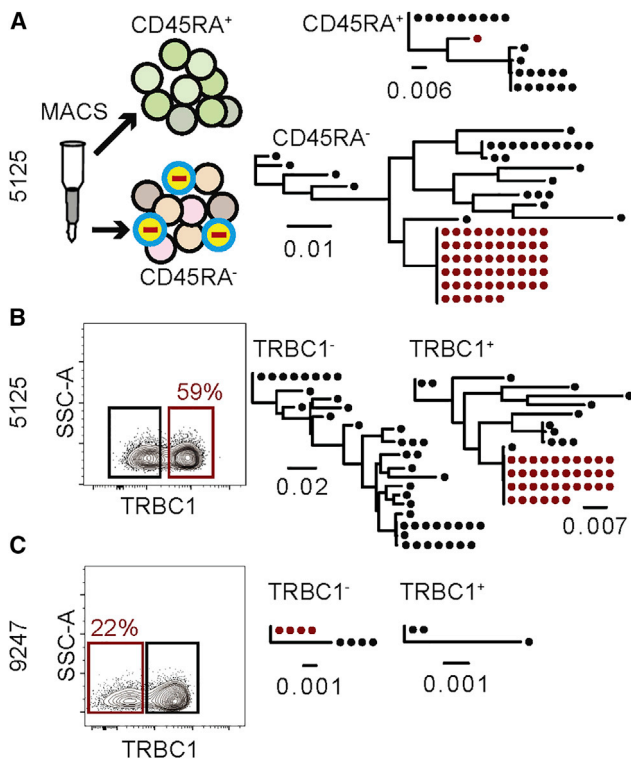 A
CD45RA+
MACS
5125
CD45RA-
CD45RA+
0.006
CD45RA-
0.01
B
5125
SSC-A
59%
TRBC1
TRBC1-
0.02
TRBC1+
0.007
C
9247
SSC-A
22%
TRBC1
TRBC1-
0.001
TRBC1+
0.001